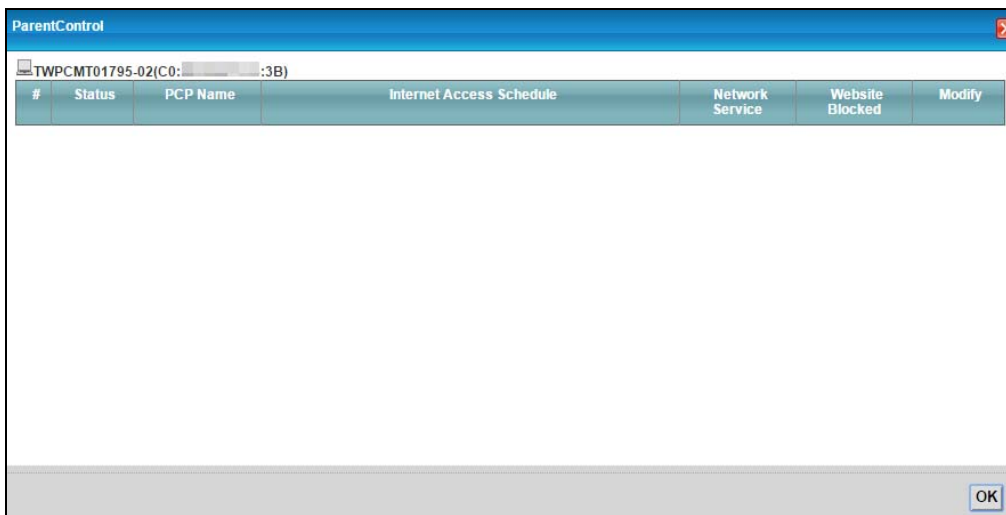 ParentControl
TWPCMT01795-02(C0: :3B)
# Status PCP Name Internet Access Schedule Network Service Website Blocked Modify
OK